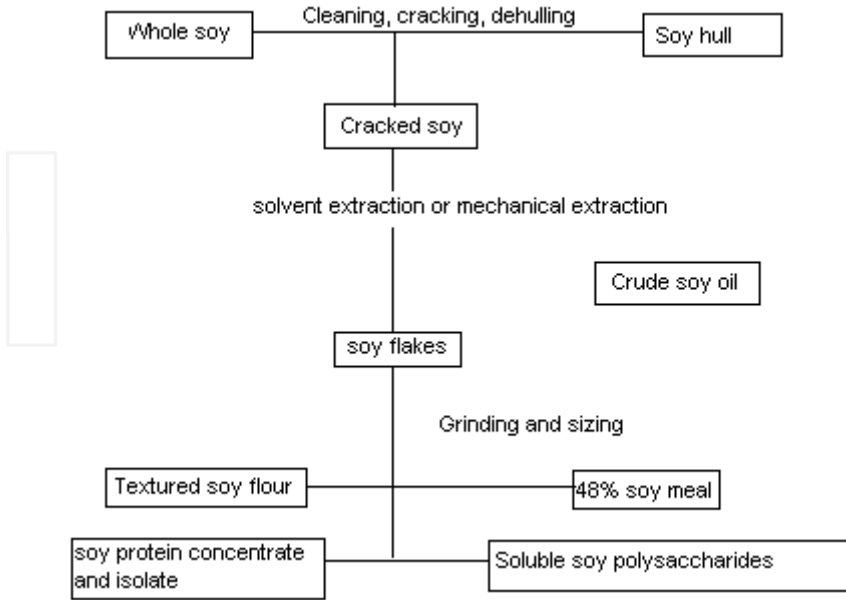 Cleaning, cracking, dehulling
Whole soy
Soy hull
Cracked soy
solvent extraction or mechanical extraction
Crude soy oil
soy flakes
Grinding and sizing
Textured soy flour
48% soy meal
soy protein concentrate
and isolate
Soluble soy polysaccharides